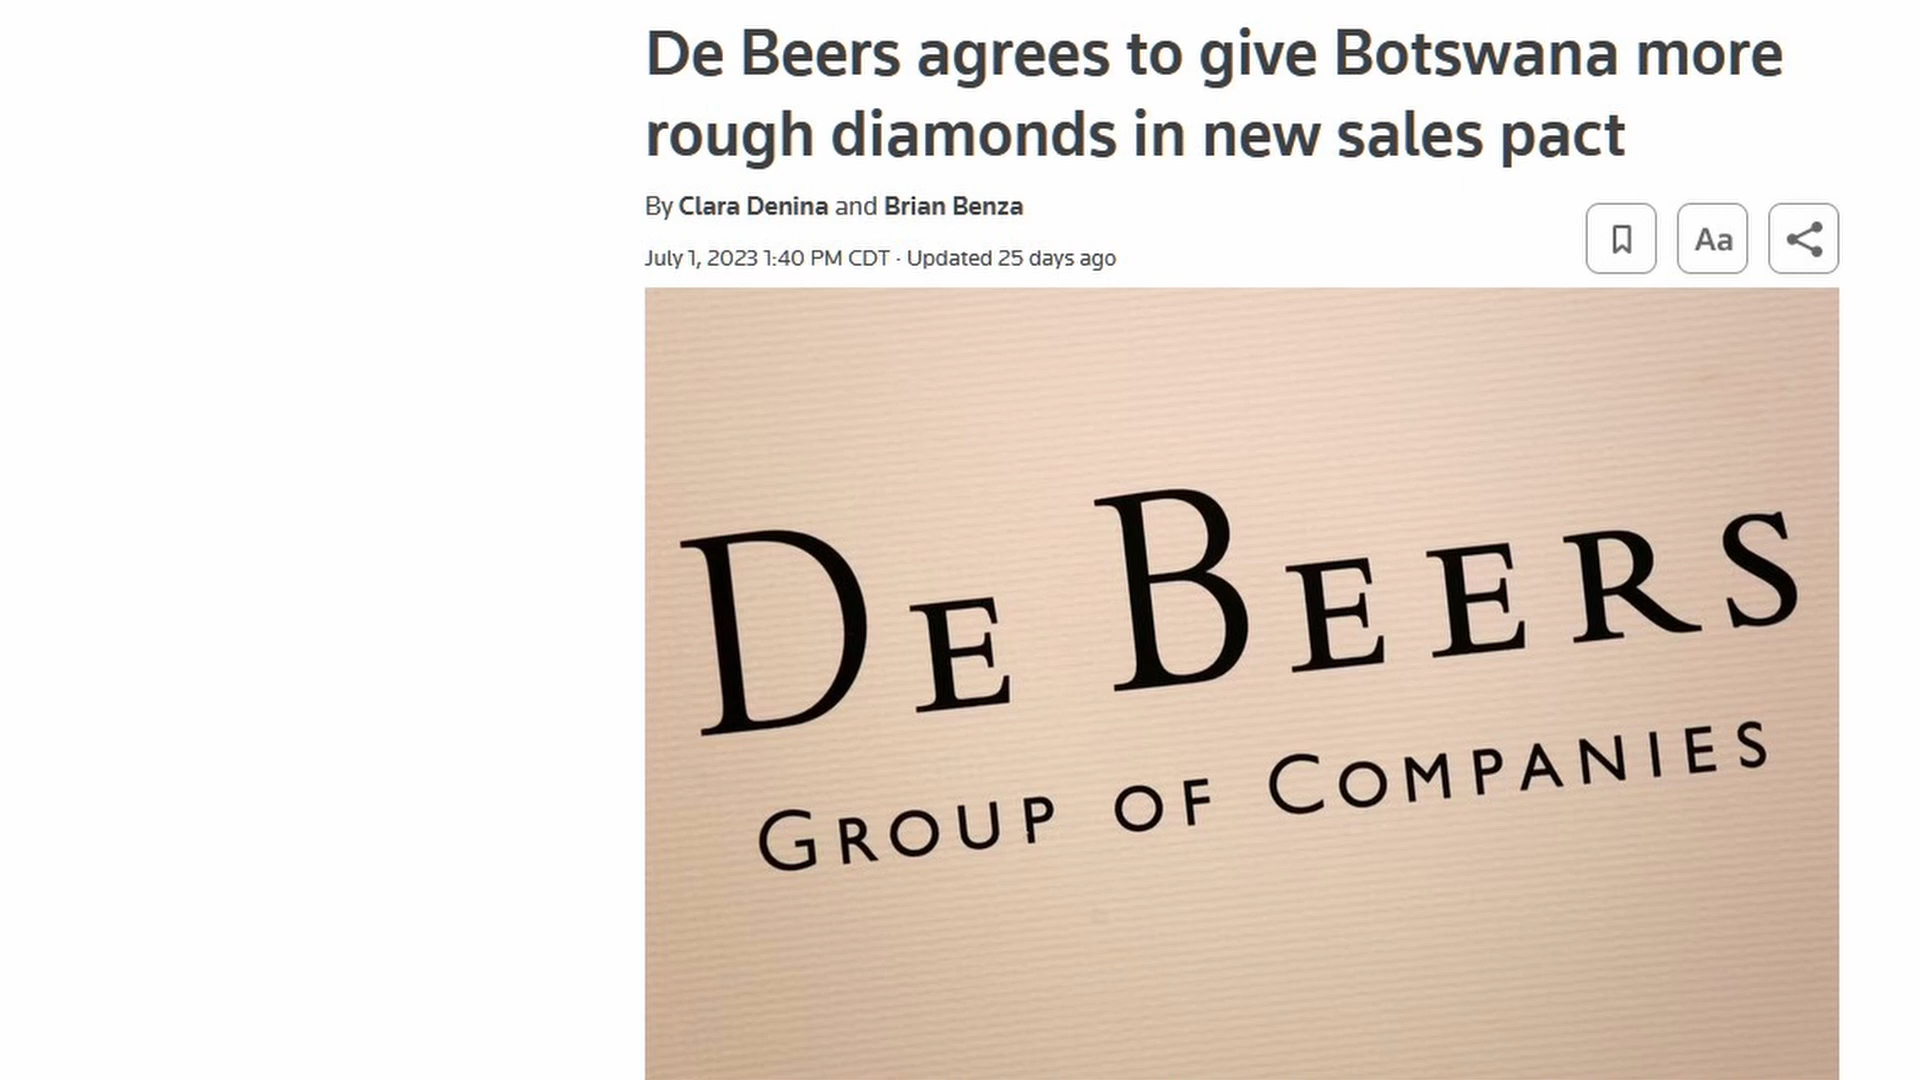 De Beers agrees to give Botswana more
rough diamonds in new sales pact
By Clara Denina and Brian Benza
July 1, 2023 1:40 PM CDT · Updated 25 days ago
Aa
De Beers
Group of Companies